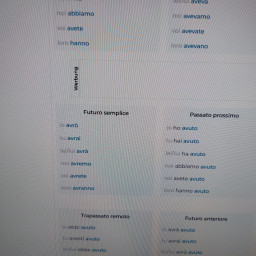 noi abbiamo
voi avete
loro hanno
aveva
noi avevamo
voi avevate
loro avevano
Werbung
Futuro semplice
io avrò
tu avrai
lei/lui avrà
noi avremo
voi avrete
loro avranno
Passato prossimo
io ho avuto
tu hai avuto
lei/lui ha avuto
noi abbiamo avuto
voi avete avuto
loro hanno avuto
Trapassato remoto
io ebbi avuto
tu avesti avuto
lei/lui ebbe avuto
Futuro anteriore
io avrò avuto
tu avrai avuto
lei/lui avrà avuto